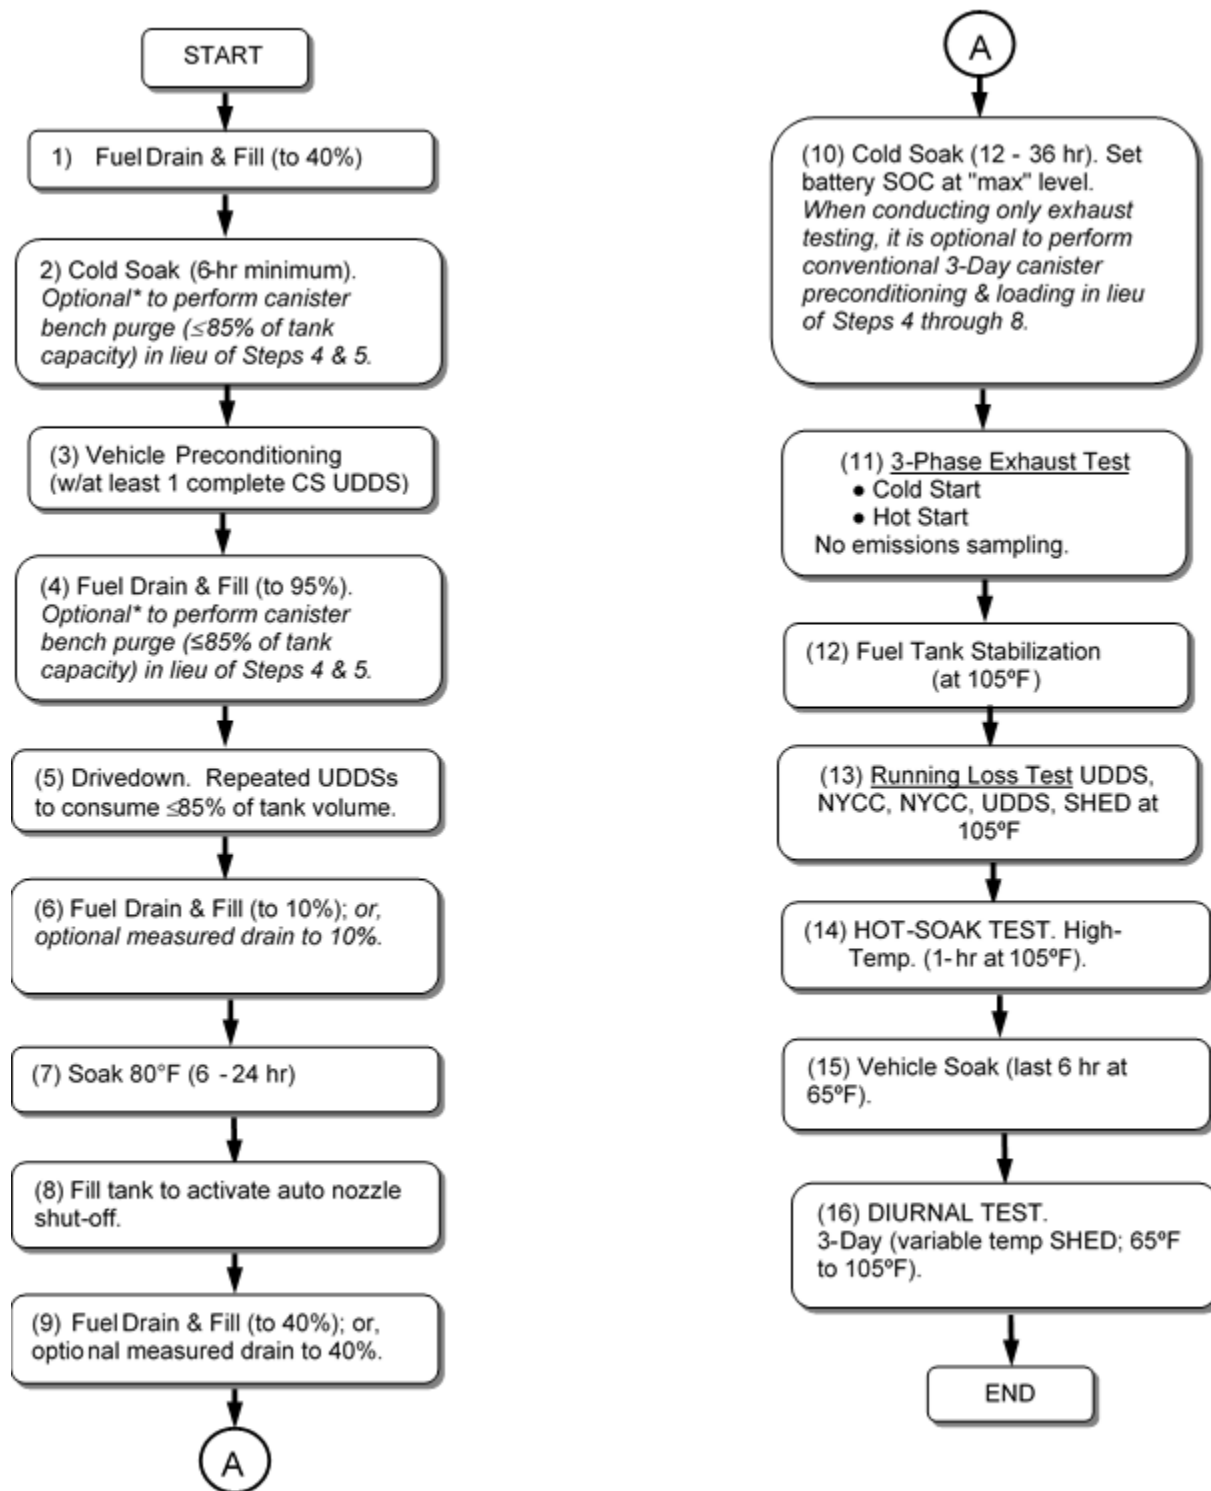 START
1) Fuel Drain & Fill (to 40%)
2) Cold Soak (6-hr minimum).
Optional* to perform canister
bench purge (≤85% of tank
capacity) in lieu of Steps 4 & 5.
(3) Vehicle Preconditioning
(w/at least 1 complete CS UDDS)
(4) Fuel Drain & Fill (to 95%).
Optional* to perform canister
bench purge (≤85% of tank
capacity) in lieu of Steps 4 & 5.
(5) Drivedown. Repeated UDDSs
to consume ≤85% of tank volume.
(6) Fuel Drain & Fill (to 10%); or,
optional measured drain to 10%.
(7) Soak 80°F (6 - 24 hr)
(8) Fill tank to activate auto nozzle
shut-off.
(9) Fuel Drain & Fill (to 40%); or,
optional measured drain to 40%.
A
A
(10) Cold Soak (12 - 36 hr). Set
battery SOC at "max" level.
When conducting only exhaust
testing, it is optional to perform
conventional 3-Day canister
preconditioning & loading in lieu
of Steps 4 through 8.
(11) 3-Phase Exhaust Test
● Cold Start
● Hot Start
No emissions sampling.
(12) Fuel Tank Stabilization
(at 105ºF)
(13) Running Loss Test UDDS,
NYCC, NYCC, UDDS, SHED at
105ºF
(14) HOT-SOAK TEST. High-
Temp. (1-hr at 105ºF).
(15) Vehicle Soak (last 6 hr at
65ºF).
(16) DIURNAL TEST.
3-Day (variable temp SHED; 65ºF
to 105ºF).
END